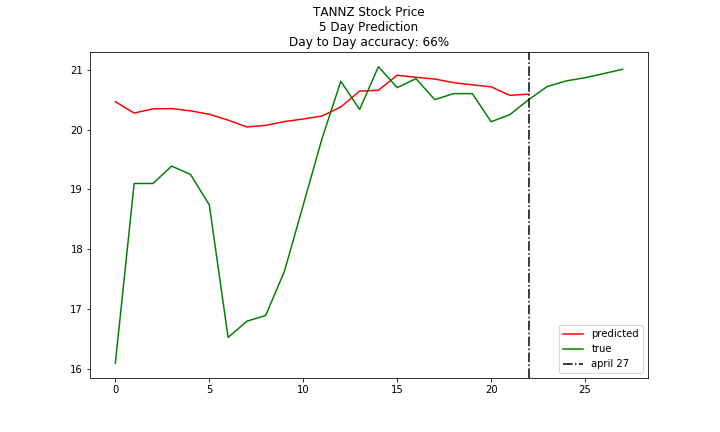 TANNZ Stock Price
5 Day Prediction
Day to Day accuracy: 66%
21
20
19
18
17
16
0
5
10
15
20
25
predicted
true
april 27